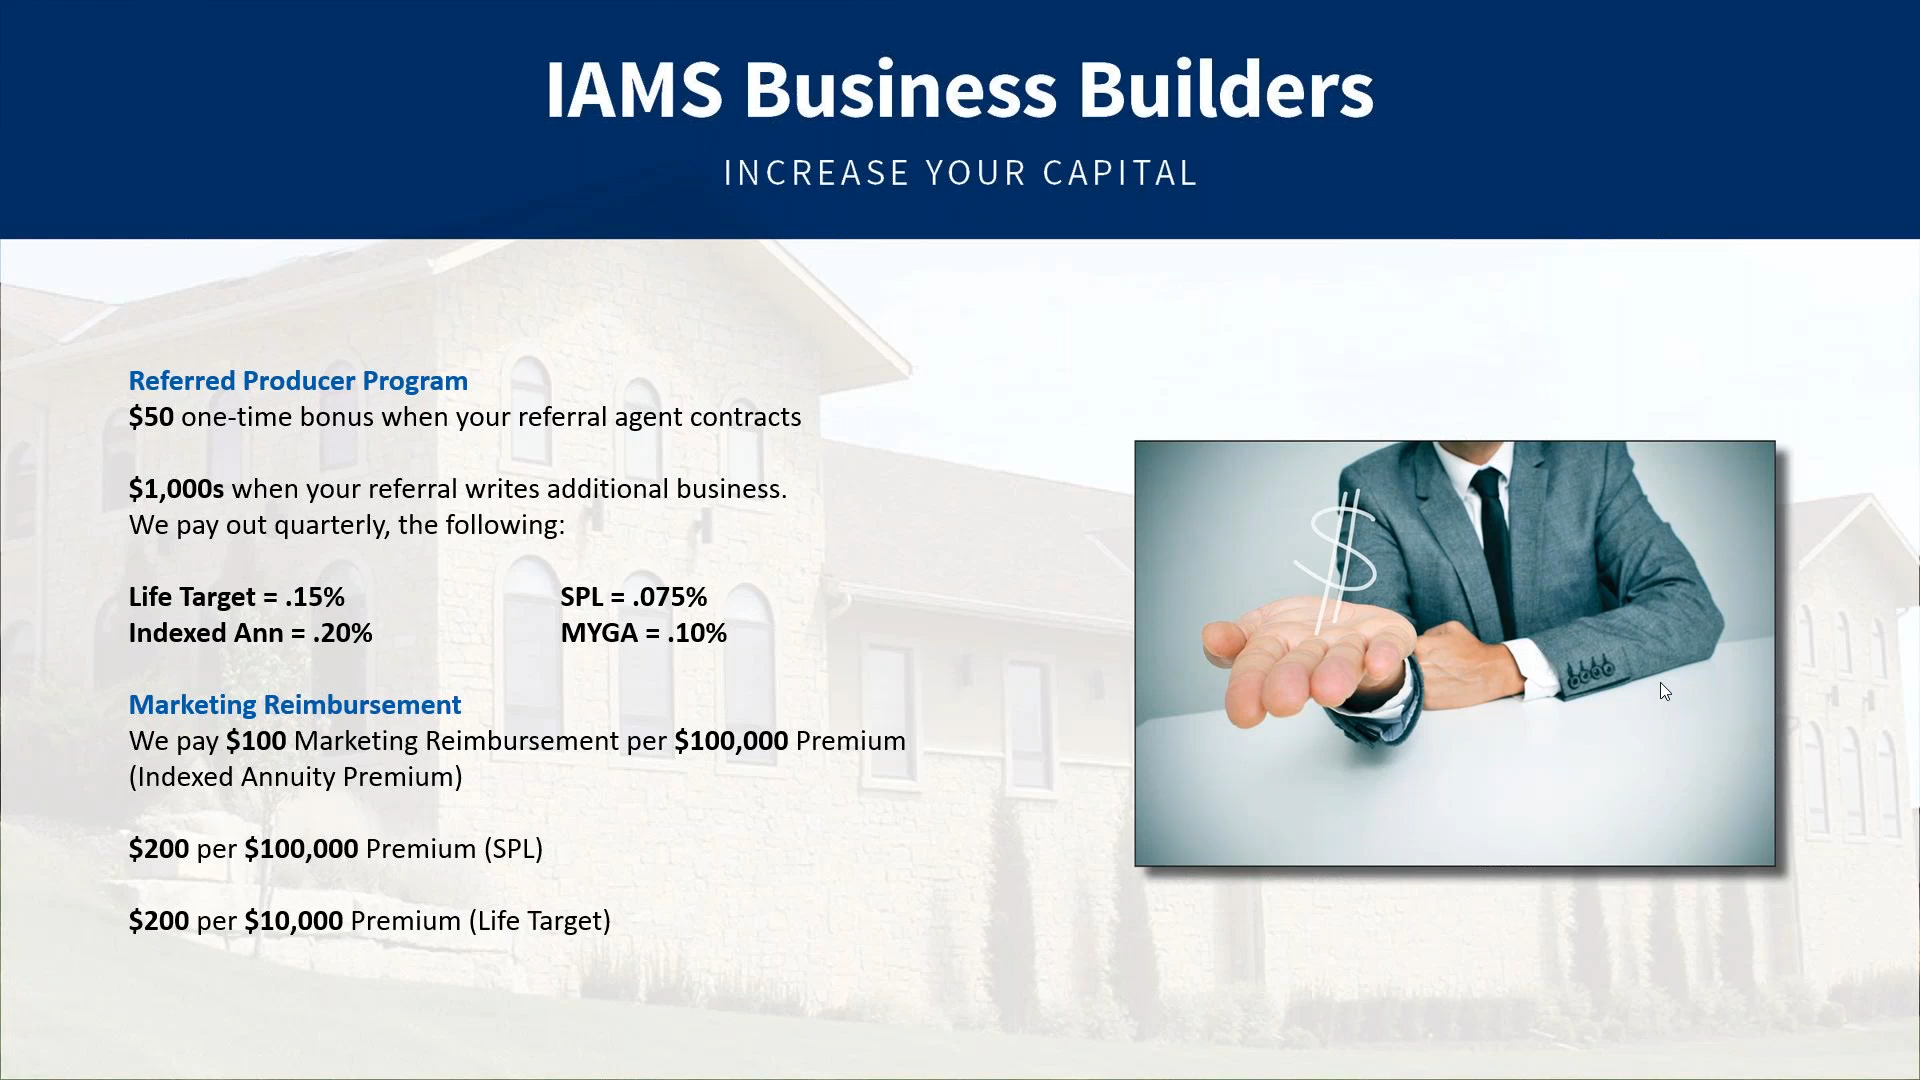 IAMS Business Builders
INCREASE YOUR CAPITAL
Referred Producer Program
$50 one-time bonus when your referral agent contracts
$1,000s when your referral writes additional business.
We pay out quarterly, the following:
Life Target = .15% SPL = .075%
Indexed Ann = .20% MYGA = .10%
Marketing Reimbursement
We pay $100 Marketing Reimbursement per $100,000 Premium
(Indexed Annuity Premium)
$200 per $100,000 Premium (SPL)
$200 per $10,000 Premium (Life Target)
$